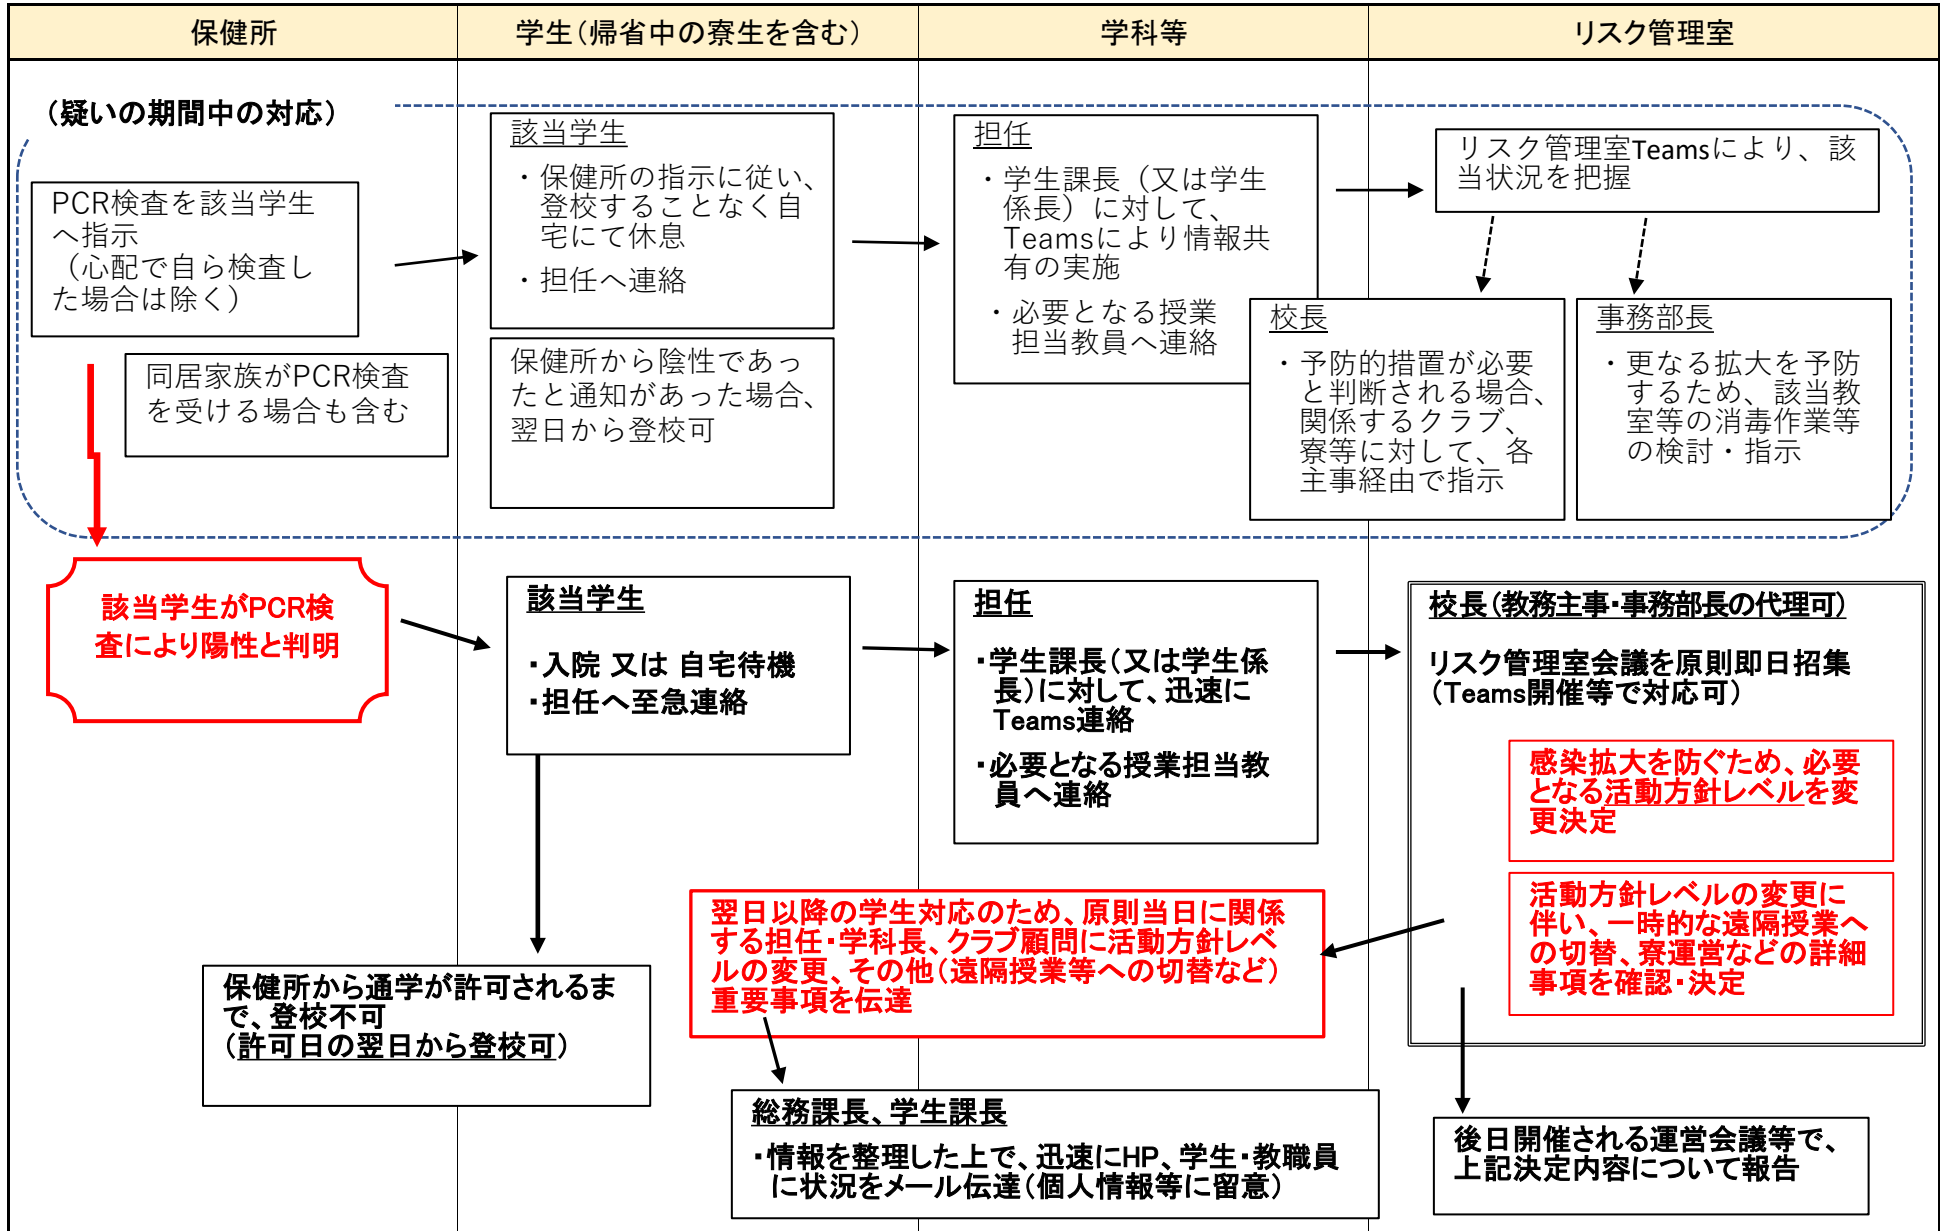 保健所
学生(帰省中の寮生を含む)
学科等
リスク管理室
(疑いの期間中の対応)
PCR検査を該当学生
へ指示
(心配で自ら検査し
た場合は除く)
同居家族がPCR検査
を受ける場合も含む
該当学生
・保健所の指示に従い、
登校することなく自
宅にて休息
・担任へ連絡
保健所から陰性であっ
たと通知があった場合、
翌日から登校可
担任
・学生課長(又は学生
係長)に対して、
Teamsにより情報共
有の実施
・必要となる授業
担当教員へ連絡
リスク管理室Teamsにより、該
当状況を把握
校長
・予防的措置が必要
と判断される場合、
関係するクラブ、
寮等に対して、各
主事経由で指示
事務部長
・更なる拡大を予防
するため、該当教
室等の消毒作業等
の検討・指示
該当学生がPCR検
査により陽性と判明
該当学生
・入院 又は 自宅待機
・担任へ至急連絡
担任
・学生課長(又は学生係
長)に対して、迅速に
Teams連絡
・必要となる授業担当教
員へ連絡
校長(教務主事・事務部長の代理可)
リスク管理室会議を原則即日招集
(Teams開催等で対応可)
感染拡大を防ぐため、必要
となる活動方針レベルを変
更決定
活動方針レベルの変更に
伴い、一時的な遠隔授業へ
の切替、寮運営などの詳細
事項を確認・決定
翌日以降の学生対応のため、原則当日に関係
する担任・学科長、クラブ顧問に活動方針レベ
ルの変更、その他(遠隔授業等への切替など)
重要事項を伝達
保健所から通学が許可されるま
で、登校不可
(許可日の翌日から登校可)
総務課長、学生課長
・情報を整理した上で、迅速にHP、学生・教職員
に状況をメール伝達(個人情報等に留意)
後日開催される運営会議等で、
上記決定内容について報告